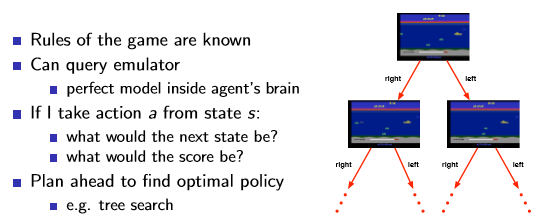 Rules of the game are known
Can query emulator
perfect model inside agent's brain
If I take action a from state s:
what would the next state be?
what would the score be?
Plan ahead to find optimal policy
e.g. tree search
right
left
right
left
right
left